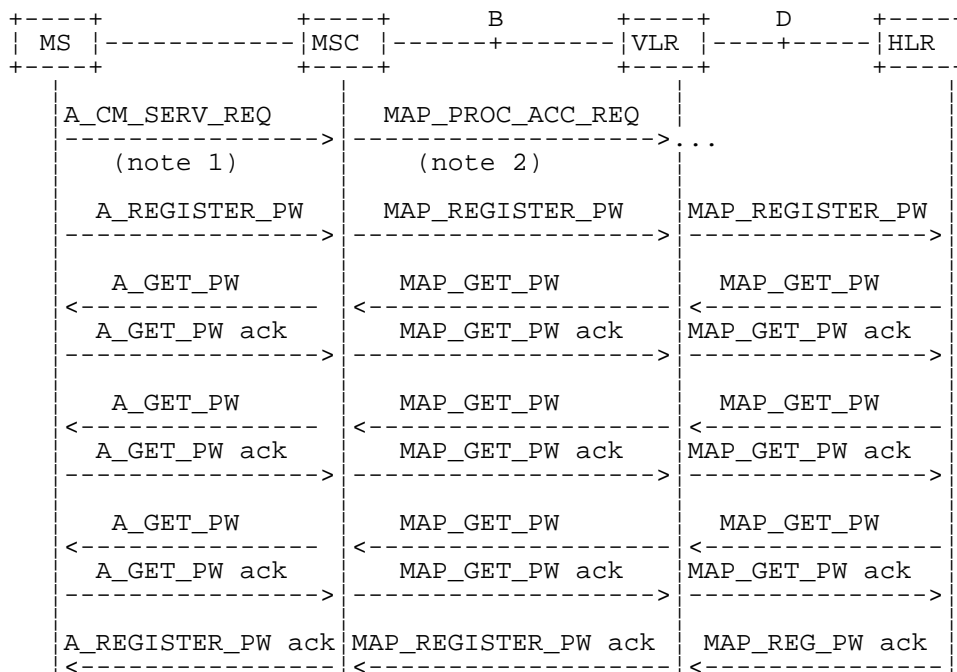 B D
MS MSC VLR HLR
A_CM_SERV_REQ MAP_PROC_ACC_REQ
...
(note 1) (note 2)
A_REGISTER_PW MAP_REGISTER_PW MAP_REGISTER_PW
A_GET_PW MAP_GET_PW MAP_GET_PW
A_GET_PW ack MAP_GET_PW ack MAP_GET_PW ack
A_GET_PW MAP_GET_PW MAP_GET_PW
A_GET_PW ack MAP_GET_PW ack MAP_GET_PW ack
A_GET_PW MAP_GET_PW MAP_GET_PW
A_GET_PW ack MAP_GET_PW ack MAP_GET_PW ack
A_REGISTER_PW ack MAP_REGISTER_PW ack MAP_REG_PW ack